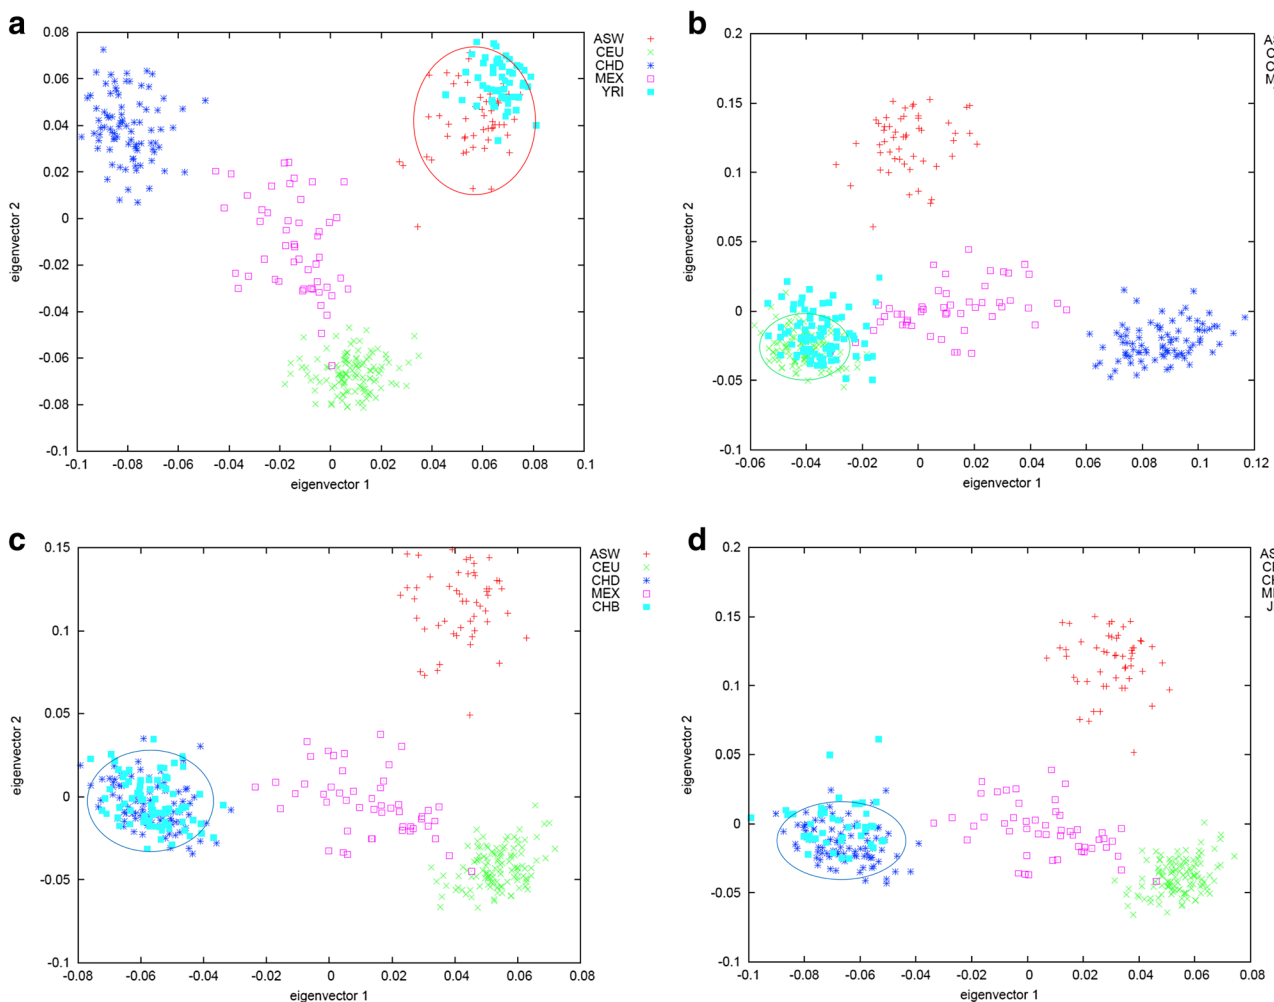 a
0.08
0.06
0.04
0.02
0
-0.02
-0.04
-0.06
-0.08
-0.1
eigenvector 2
-0.1 -0.08 -0.06 -0.04 -0.02 0 0.02 0.04 0.06 0.08 0.1
eigenvector 1
ASW
CEU
CHD
MEX
YRI
b
0.2
0.15
0.1
0.05
0
-0.05
-0.1
eigenvector 2
-0.06 -0.04 -0.02 0 0.02 0.04 0.06 0.08 0.1 0.12
eigenvector 1
AS
C
C
M
c
0.15
0.1
0.05
0
-0.05
-0.1
eigenvector 2
-0.08 -0.06 -0.04 -0.02 0 0.02 0.04 0.06 0.08
eigenvector 1
ASW
CEU
CHD
MEX
CHB
d
0.2
0.15
0.1
0.05
0
-0.05
-0.1
eigenvector 2
-0.1 -0.08 -0.06 -0.04 -0.02 0 0.02 0.04 0.06 0.08
eigenvector 1
AS
CE
CH
ME
J